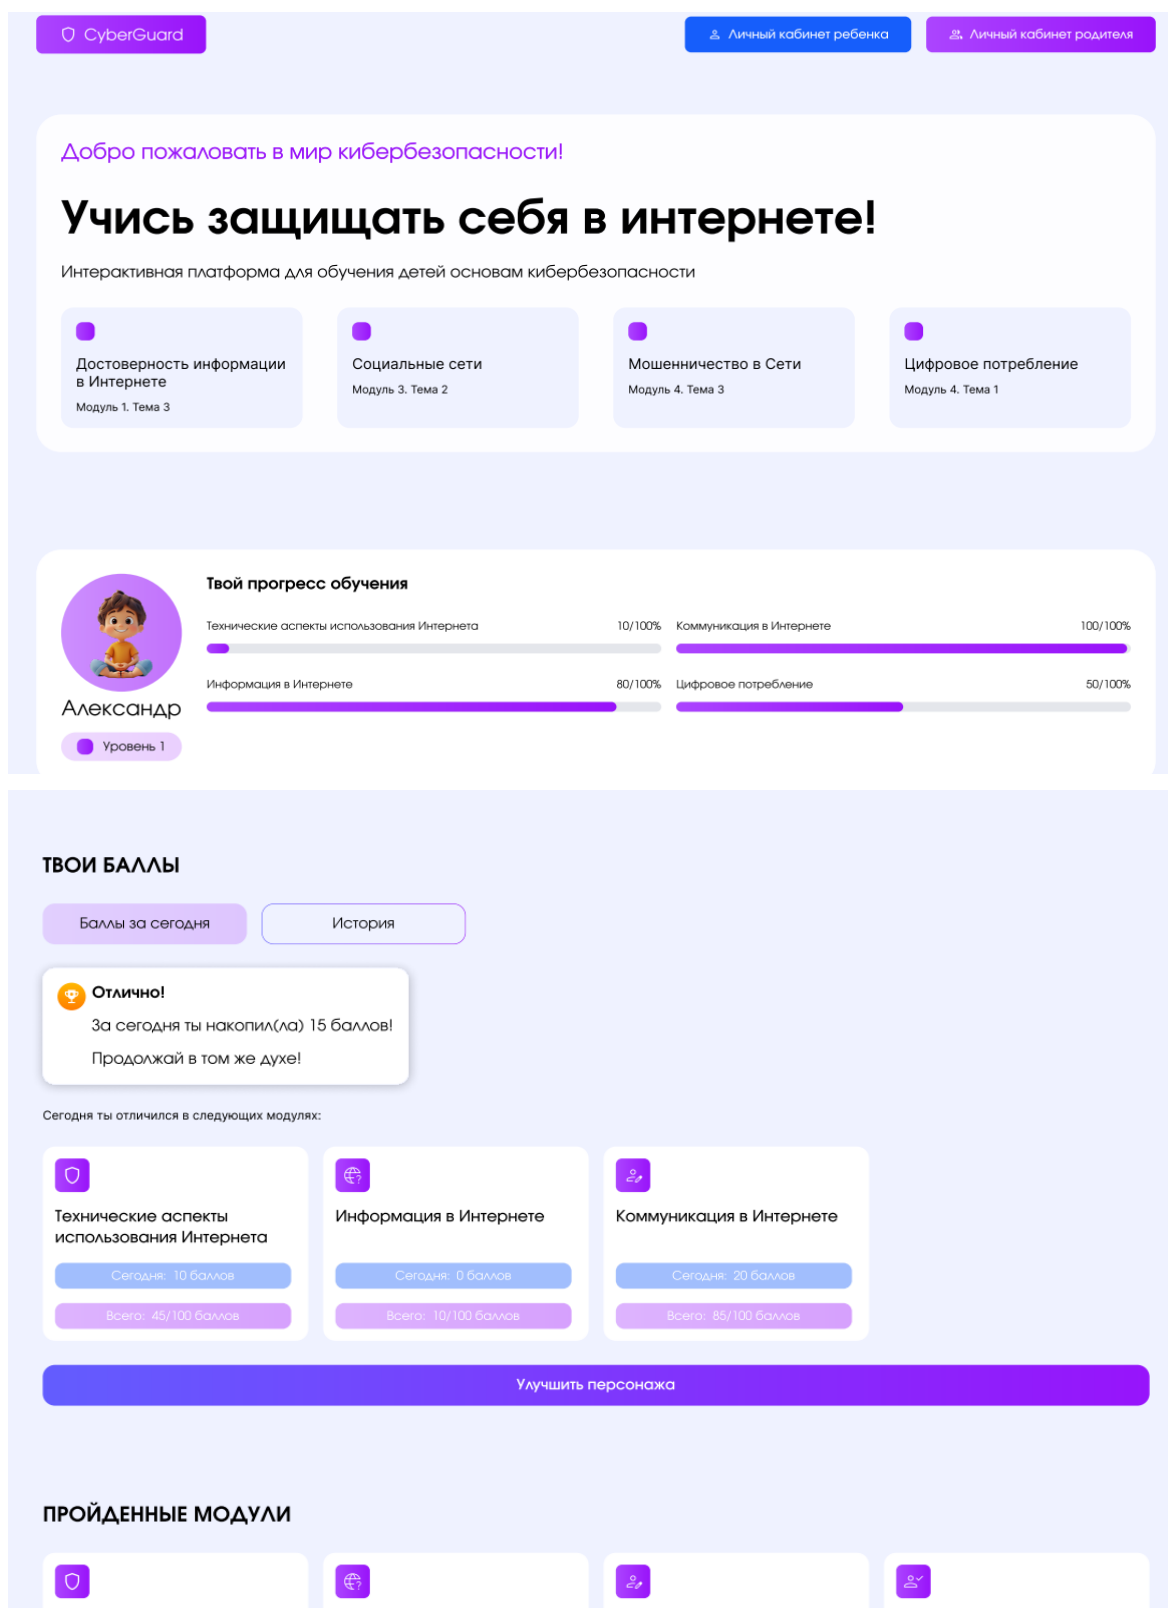 CyberGuard
Личный кабинет ребенка
Личный кабинет родителя
Добро пожаловать в мир кибербезопасности!
Учись защищать себя в интернете!
Интерактивная платформа для обучения детей основам кибербезопасности
Достоверность информации
в Интернете
Модуль 1. Тема 3
Социальные сети
Модуль 3. Тема 2
Мошенничество в Сети
Модуль 4. Тема 3
Цифровое потребление
Модуль 4. Тема 1
Александр
Уровень 1
Твой прогресс обучения
Технические аспекты использования Интернета 10/100%
Коммуникация в Интернете 100/100%
Информация в Интернете 80/100%
Цифровое потребление 50/100%
ТВОИ БАЛЛЫ
Баллы за сегодня
История
Отлично!
За сегодня ты накопил(ла) 15 баллов!
Продолжай в том же духе!
Сегодня ты отличился в следующих модулях:
Технические аспекты
использования Интернета
Сегодня: 10 баллов
Всего: 45/100 баллов
Информация в Интернете
Сегодня: 0 баллов
Всего: 10/100 баллов
Коммуникация в Интернете
Сегодня: 20 баллов
Всего: 85/100 баллов
Улучшить персонажа
ПРОЙДЕННЫЕ МОДУЛИ